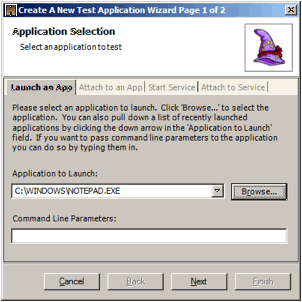 Create A New Test Application Wizard Page 1 of 2
Application Selection
Select an application to test
Launch an App Attach to an App Start Service Attach to Service
Please select an application to launch. Click 'Browse...' to select the
application. You can also pull down a list of recently launched
applications by clicking the down arrow in the 'Application to Launch'
field. If you want to pass command line parameters to the application
you can do so by typing them in.
Application to Launch:
C:\WINDOWS\NOTEPAD.EXE Browse...
Command Line Parameters:
Cancel Back Next Finish